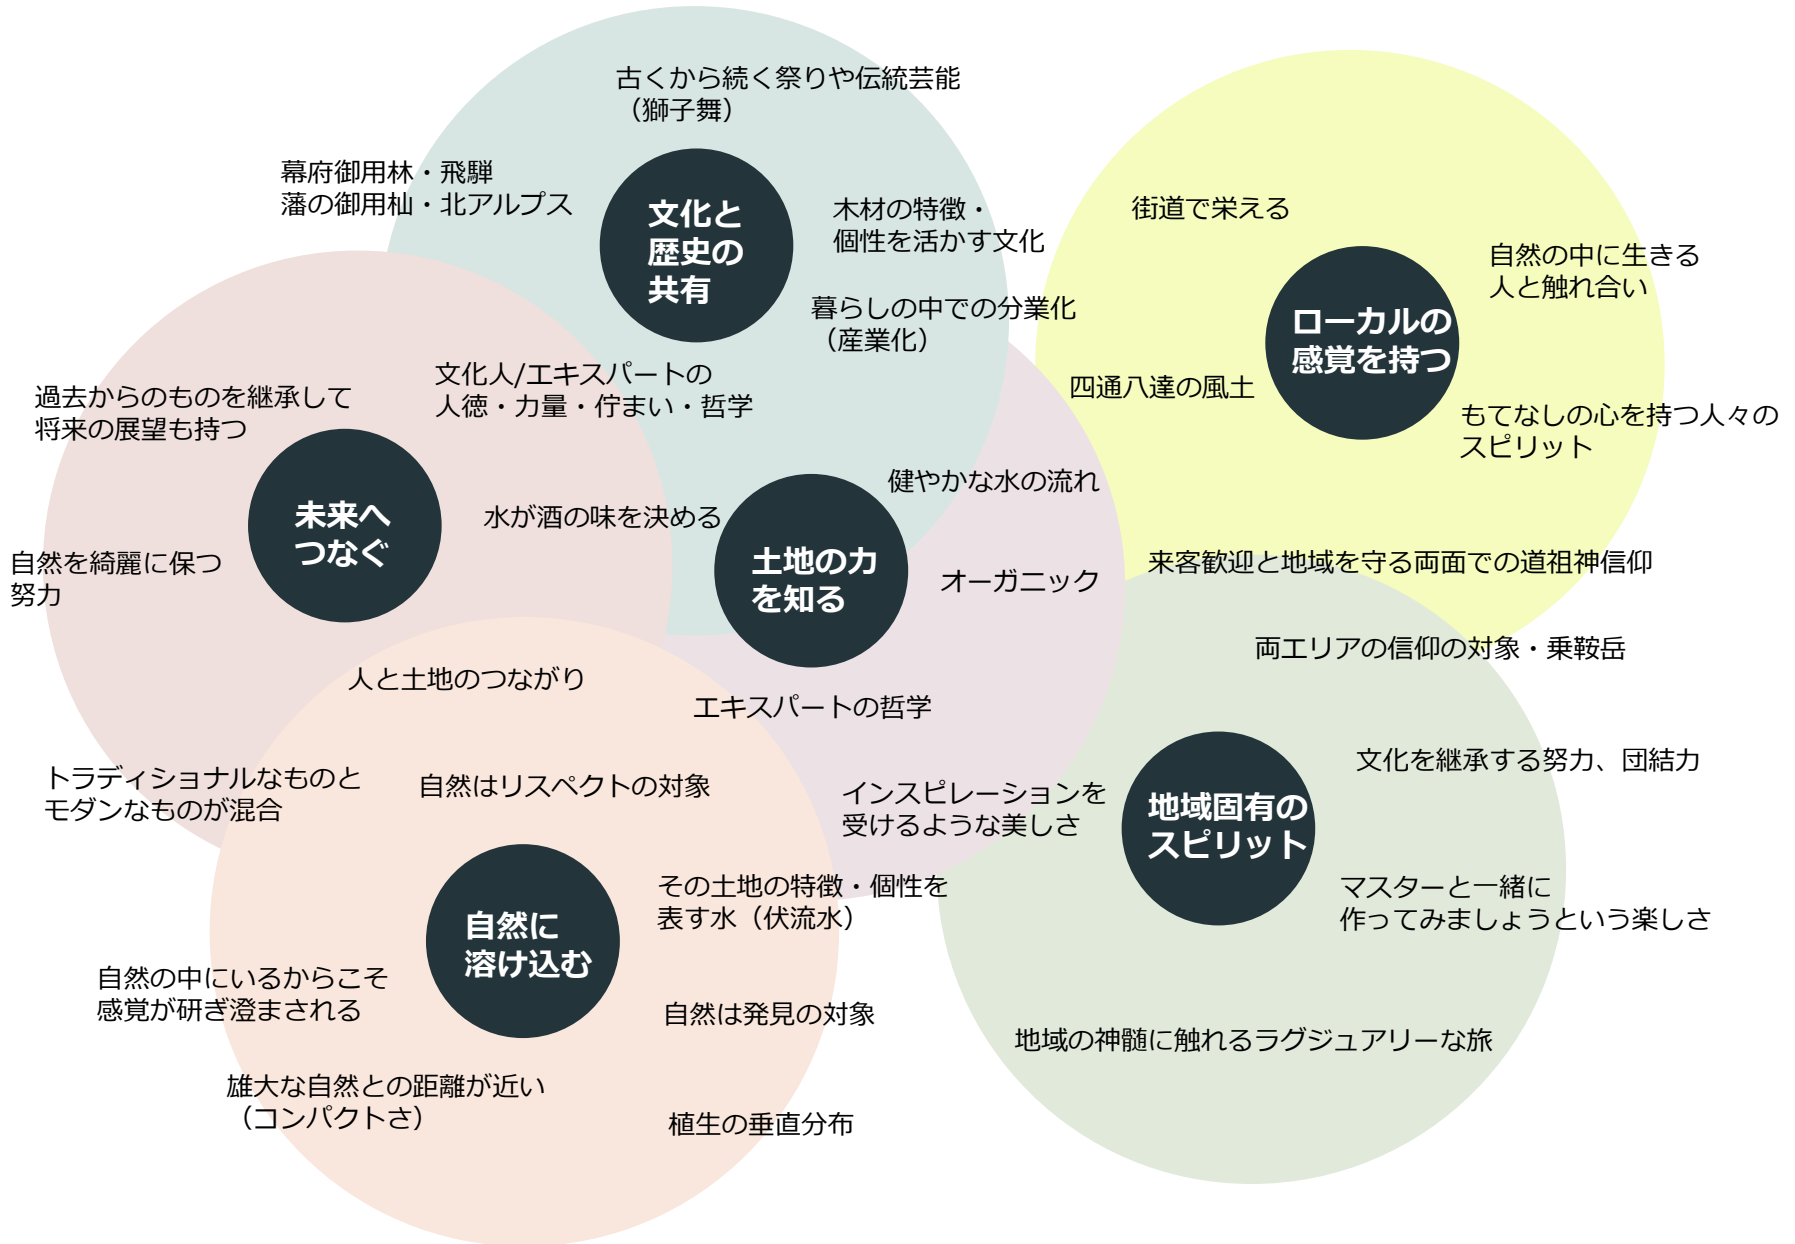 古くから続く祭りや伝統芸能
（獅子舞）
幕府御用林・飛騨
藩の御用杣・北アルプス
文化と
歴史の
共有
木材の特徴・
個性を活かす文化
暮らしの中での分業化
（産業化）
文化人/エキスパートの
人徳・力量・佇まい・哲学
街道で栄える
自然の中に生きる
人と触れ合い
ローカルの
感覚を持つ
四通八達の風土
もてなしの心を持つ人々の
スピリット
過去からのものを継承して
将来の展望も持つ
未来へ
つなぐ
自然を綺麗に保つ
努力
水が酒の味を決める
健やかな水の流れ
土地の力
を知る
オーガニック
エキスパートの哲学
来客歓迎と地域を守る両面での道祖神信仰
両エリアの信仰の対象・乗鞍岳
人と土地のつながり
トラディショナルなものと
モダンなものが混合
自然はリスペクトの対象
インスピレーションを
受けるような美しさ
地域固有の
スピリット
文化を継承する努力、団結力
マスターと一緒に
作ってみましょうという楽しさ
その土地の特徴・個性を
表す水（伏流水）
自然に
溶け込む
自然の中にいるからこそ
感覚が研ぎ澄まされる
自然は発見の対象
地域の神髄に触れるラグジュアリーな旅
雄大な自然との距離が近い
（コンパクトさ）
植生の垂直分布